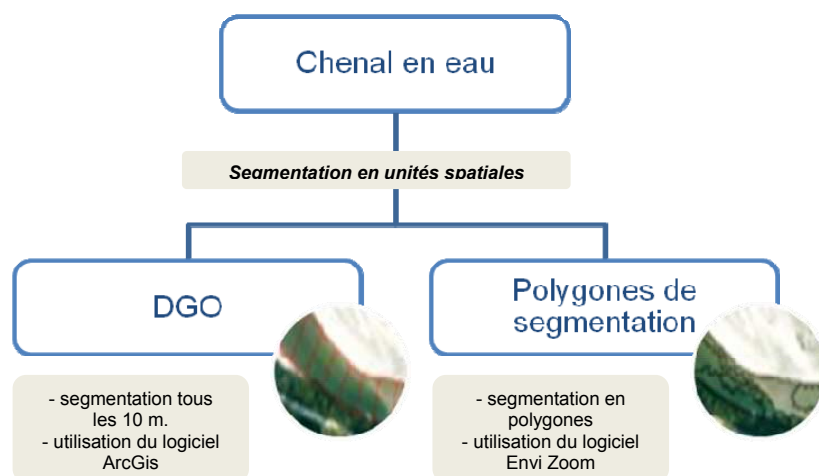 Chenal en eau
Segmentation en unités spatiales
DGO
Polygones de
segmentation
- segmentation tous
les 10 m.
- utilisation du logiciel
ArcGis
- segmentation en
polygones
- utilisation du logiciel
Envi Zoom